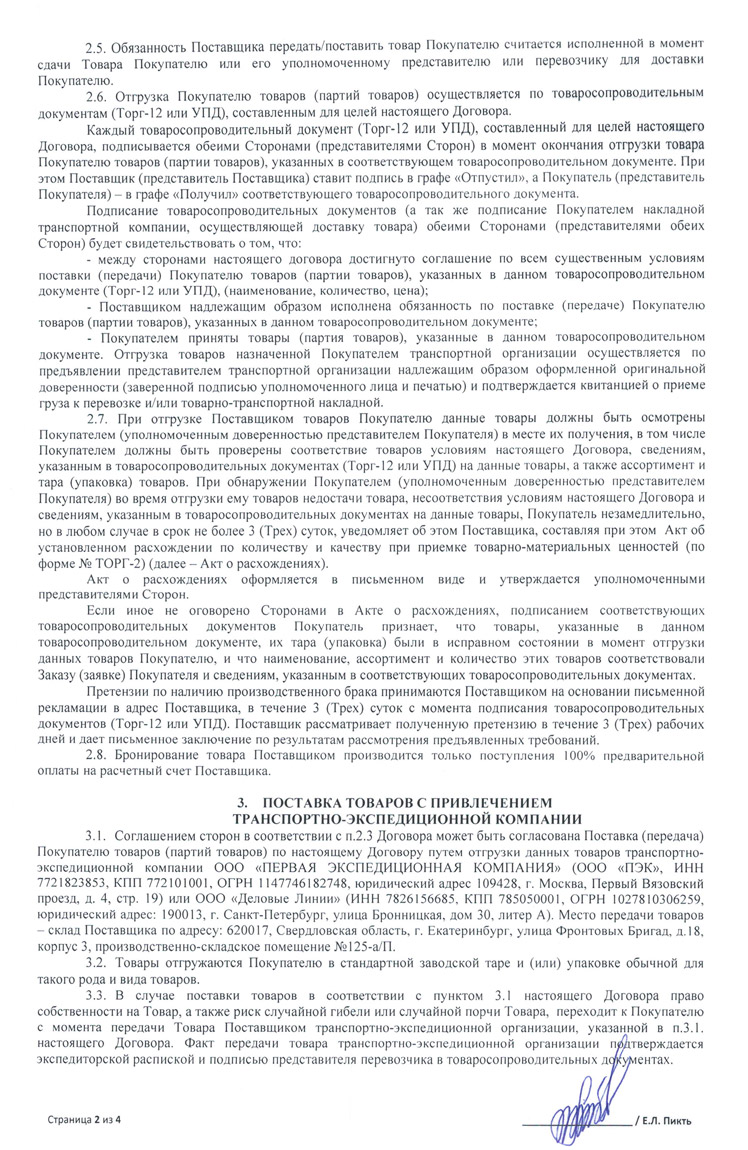 2.5. Обязанность Поставщика передать/поставить товар Покупателю считается исполненной в момент
сдачи Товара Покупателю или его уполномоченному представителю или перевозчику для доставки
Покупателю.
2.6. Отгрузка Покупателю товаров (партий товаров) осуществляется по товаросопроводительным
документам (Торг-12 или УПД), составленным для целей настоящего Договора.
Каждый товаросопроводительный документ (Торг-12 или УПД), составленный для целей настоящего
Договора, подписывается обеими Сторонами (представителями Сторон) в момент окончания отгрузки товара
Покупателю товаров (партии товаров), указанных в соответствующем товаросопроводительном документе. При
этом Поставщик (представитель Поставщика) ставит подпись в графе «Отпустил», а Покупатель (представитель
Покупателя) – в графе «Получил» соответствующего товаросопроводительного документа.
Подписание товаросопроводительных документов (а так же подписание Покупателем накладной
транспортной компании, осуществляющей доставку товара) обеими Сторонами (представителями обеих
Сторон) будет свидетельствовать о том, что:
- между сторонами настоящего договора достигнуто соглашение по всем существенным условиям
поставки (передачи) Покупателю товаров (партии товаров), указанных в данном товаросопроводительном
документе (Торг-12 или УПД), (наименование, количество, цена);
- Поставщиком надлежащим образом исполнена обязанность по поставке (передаче) Покупателю
товаров (партии товаров), указанных в данном товаросопроводительном документе;
- Покупателем приняты товары (партия товаров), указанные в данном товаросопроводительном
документе. Отгрузка товаров назначенной Покупателем транспортной организации осуществляется по
предъявлении представителем транспортной организации надлежащим образом оформленной оригинальной
доверенности (заверенной подписью уполномоченного лица и печатью) и подтверждается квитанцией о приеме
груза к перевозке и/или товарно-транспортной накладной.
2.7. При отгрузке Поставщиком товаров Покупателю данные товары должны быть осмотрены
Покупателем (уполномоченным доверенностью представителем Покупателя) в месте их получения, в том числе
Покупателем должны быть проверены соответствие товаров условиям настоящего Договора, сведениям,
указанным в товаросопроводительных документах (Торг-12 или УПД) на данные товары, а также ассортимент и
тара (упаковка) товаров. При обнаружении Покупателем (уполномоченным доверенностью представителем
Покупателя) во время отгрузки ему товаров недостачи товара, несоответствия условиям настоящего Договора и
сведениям, указанным в товаросопроводительных документах на данные товары, Покупатель незамедлительно,
но в любом случае в срок не более 3 (Трех) суток, уведомляет об этом Поставщика, составляя при этом Акт об
установленном расхождении по количеству и качеству при приемке товарно-материальных ценностей (по
форме № ТОРГ-2) (далее – Акт о расхождениях).
Акт о расхождениях оформляется в письменном виде и утверждается уполномоченными
представителями Сторон.
Если иное не оговорено Сторонами в Акте о расхождениях, подписанием соответствующих
товаросопроводительных документов Покупатель признает, что товары, указанные в данном
товаросопроводительном документе, их тара (упаковка) были в исправном состоянии в момент отгрузки
данных товаров Покупателю, и что наименование, ассортимент и количество этих товаров соответствовали
Заказу (заявке) Покупателя и сведениям, указанным в соответствующих товаросопроводительных документах.
Претензии по наличию производственного брака принимаются Поставщиком на основании письменной
рекламации в адрес Поставщика, в течение 3 (Трех) суток с момента подписания товаросопроводительных
документов (Торг-12 или УПД). Поставщик рассматривает полученную претензию в течение 3 (Трех) рабочих
дней и дает письменное заключение по результатам рассмотрения предъявленных требований.
2.8. Бронирование товара Поставщиком производится только поступления 100% предварительной
оплаты на расчетный счет Поставщика.
3. ПОСТАВКА ТОВАРОВ С ПРИВЛЕЧЕНИЕМ
ТРАНСПОРТНО-ЭКСПЕДИЦИОННОЙ КОМПАНИИ
3.1. Соглашением сторон в соответствии с п.2.3 Договора может быть согласована Поставка (передача)
Покупателю товаров (партий товаров) по настоящему Договору путем отгрузки данных товаров транспортно-
экспедиционной компании ООО «ПЕРВАЯ ЭКСПЕДИЦИОННАЯ КОМПАНИЯ» (ООО «ПЭК», ИНН
7721823853, КПП 772101001, ОГРН 1147746182748, юридический адрес 109428, г. Москва, Первый Вязовский
проезд, д. 4, стр. 19) или ООО «Деловые Линии» (ИНН 7826156685, КПП 785050001, ОГРН 1027810306259,
юридический адрес: 190013, г. Санкт-Петербург, улица Бронницкая, дом 30, литер А). Место передачи товаров
– склад Поставщика по адресу: 620017, Свердловская область, г. Екатеринбург, улица Фронтовых Бригад, д.18,
корпус 3, производственно-складское помещение №125-а/П.
3.2. Товары отгружаются Покупателю в стандартной заводской таре и (или) упаковке обычной для
такого рода и вида товаров.
3.3. В случае поставки товаров в соответствии с пунктом 3.1 настоящего Договора право
собственности на Товар, а также риск случайной гибели или случайной порчи Товара, переходит к Покупателю
с момента передачи Товара Поставщиком транспортно-экспедиционной организации, указанной в п.3.1.
настоящего Договора. Факт передачи товара транспортно-экспедиционной организации подтверждается
экспедиторской распиской и подписью представителя перевозчика в товаросопроводительных документах.
Страница 2 из 4
/ Е.Л. Пикть